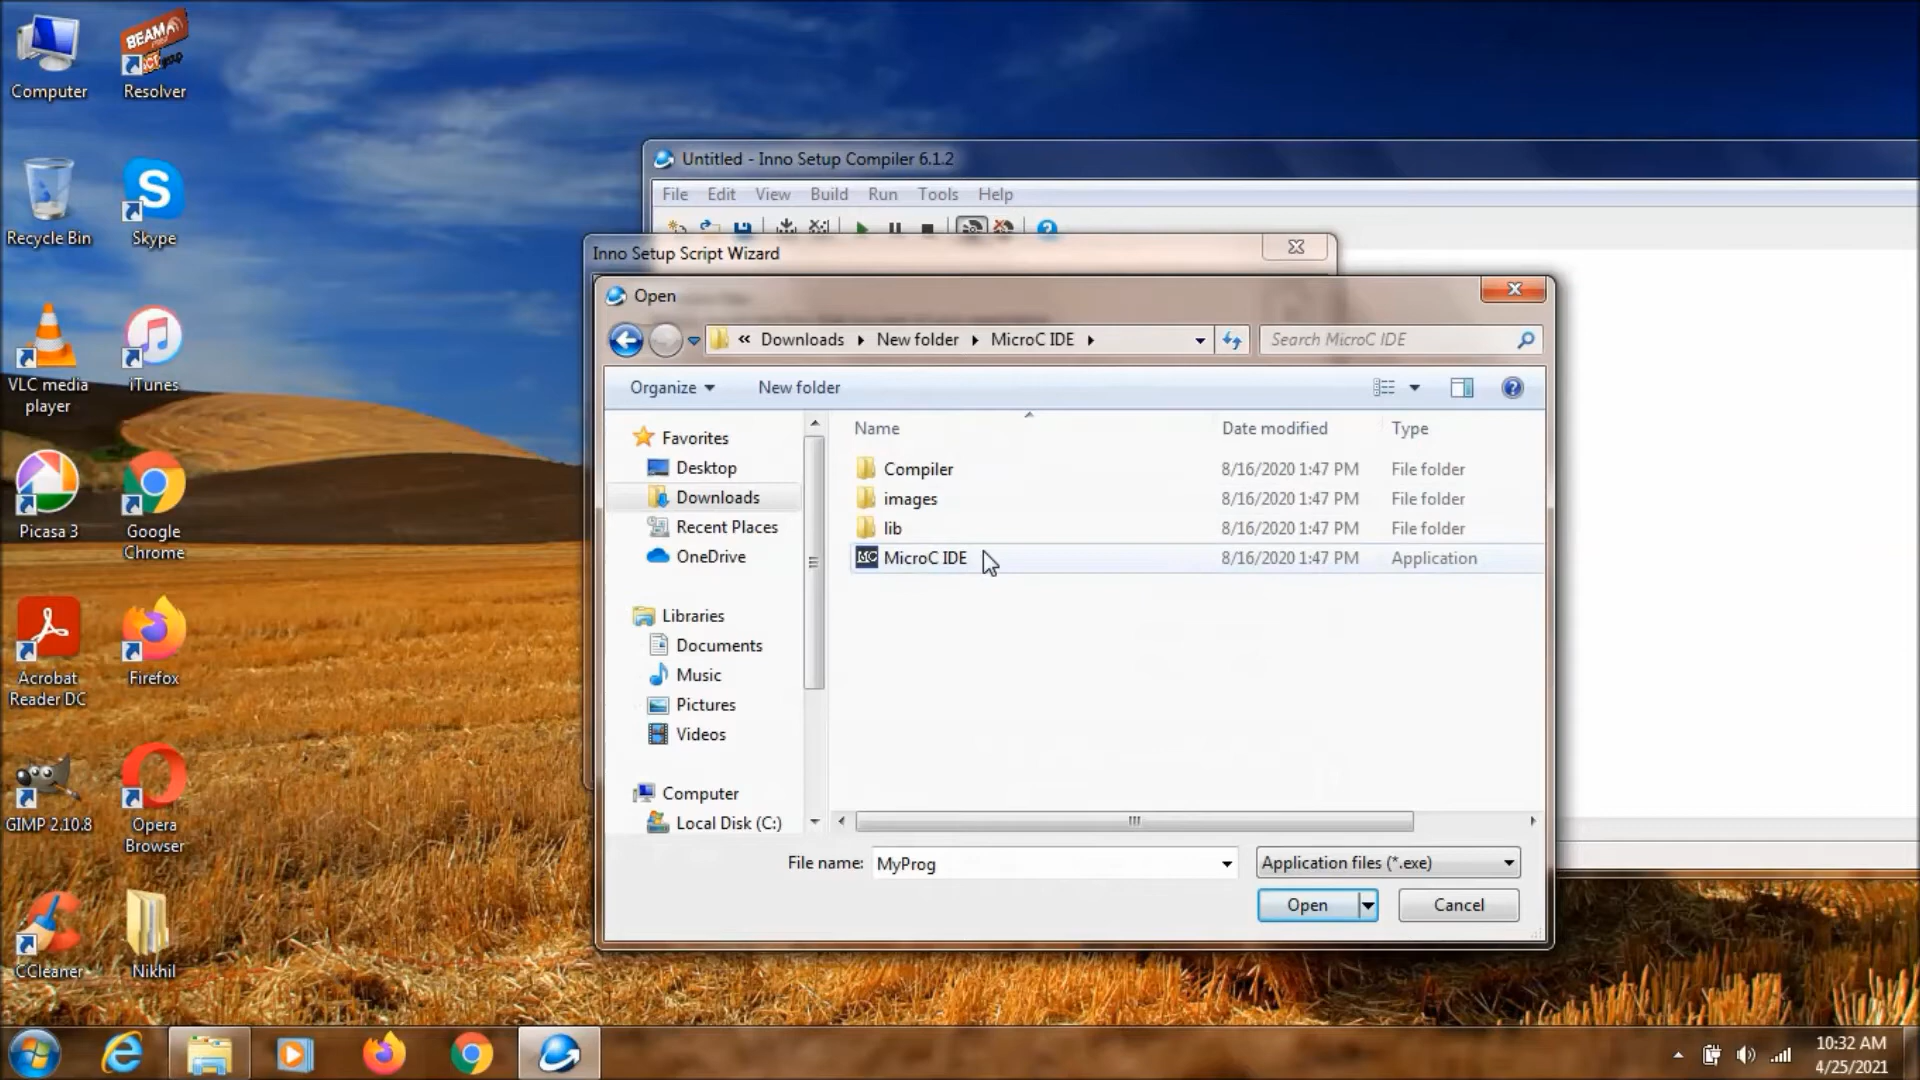 Computer
BEAMA
Resolver
Recycle Bin
Skype
VLC media
player
iTunes
Picasa 3
Google
Chrome
Acrobat
Reader DC
Firefox
GIMP 2.10.8
Opera
Browser
CCleaner
Nikhil
Untitled - Inno Setup Compiler 6.1.2
File Edit View Build Run Tools Help
Inno Setup Script Wizard
Open
« Downloads New folder MicroC IDE
Search MicroC IDE
Organize New folder
Favorites
Desktop
Downloads
Recent Places
OneDrive
Libraries
Documents
Music
Pictures
Videos
Computer
Local Disk (C:)
Name Date modified Type
Compiler 8/16/2020 1:47 PM File folder
images 8/16/2020 1:47 PM File folder
lib 8/16/2020 1:47 PM File folder
MC MicroC IDE 8/16/2020 1:47 PM Application
File name: MyProg Application files (*.exe)
Open Cancel
10:32 AM
4/25/2021